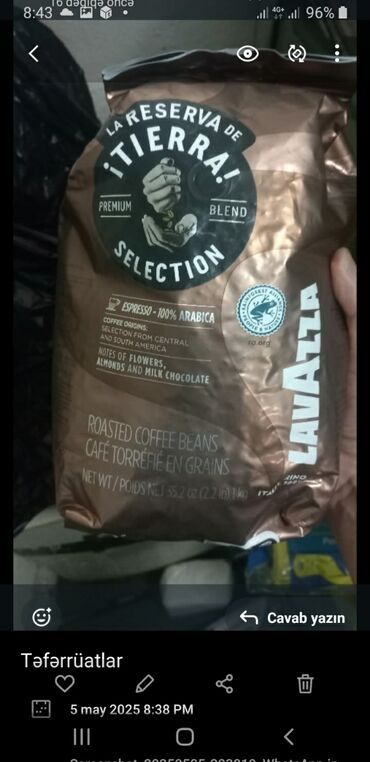 16 dəqiqə öncə
8:43
4G+
96%
LA RESERVA DE
¡TIERRA!
PREMIUM BLEND
SELECTION
ESPRESSO - 100% ARABICA
COFFEE ORIGINS:
SELECTION FROM CENTRAL
AND SOUTH AMERICA
NOTES OF FLOWERS,
ALMONDS AND MILK CHOCOLATE
ra.org
LAVAZZA
ROASTED COFFEE BEANS
CAFÉ TORRÉFIÉ EN GRAINS
NET WT / POIDS NET 35.2 oz (2.2 lb) 1 kg
Cavab yazın
Təfərrüatlar
5 may 2025 8:38 PM